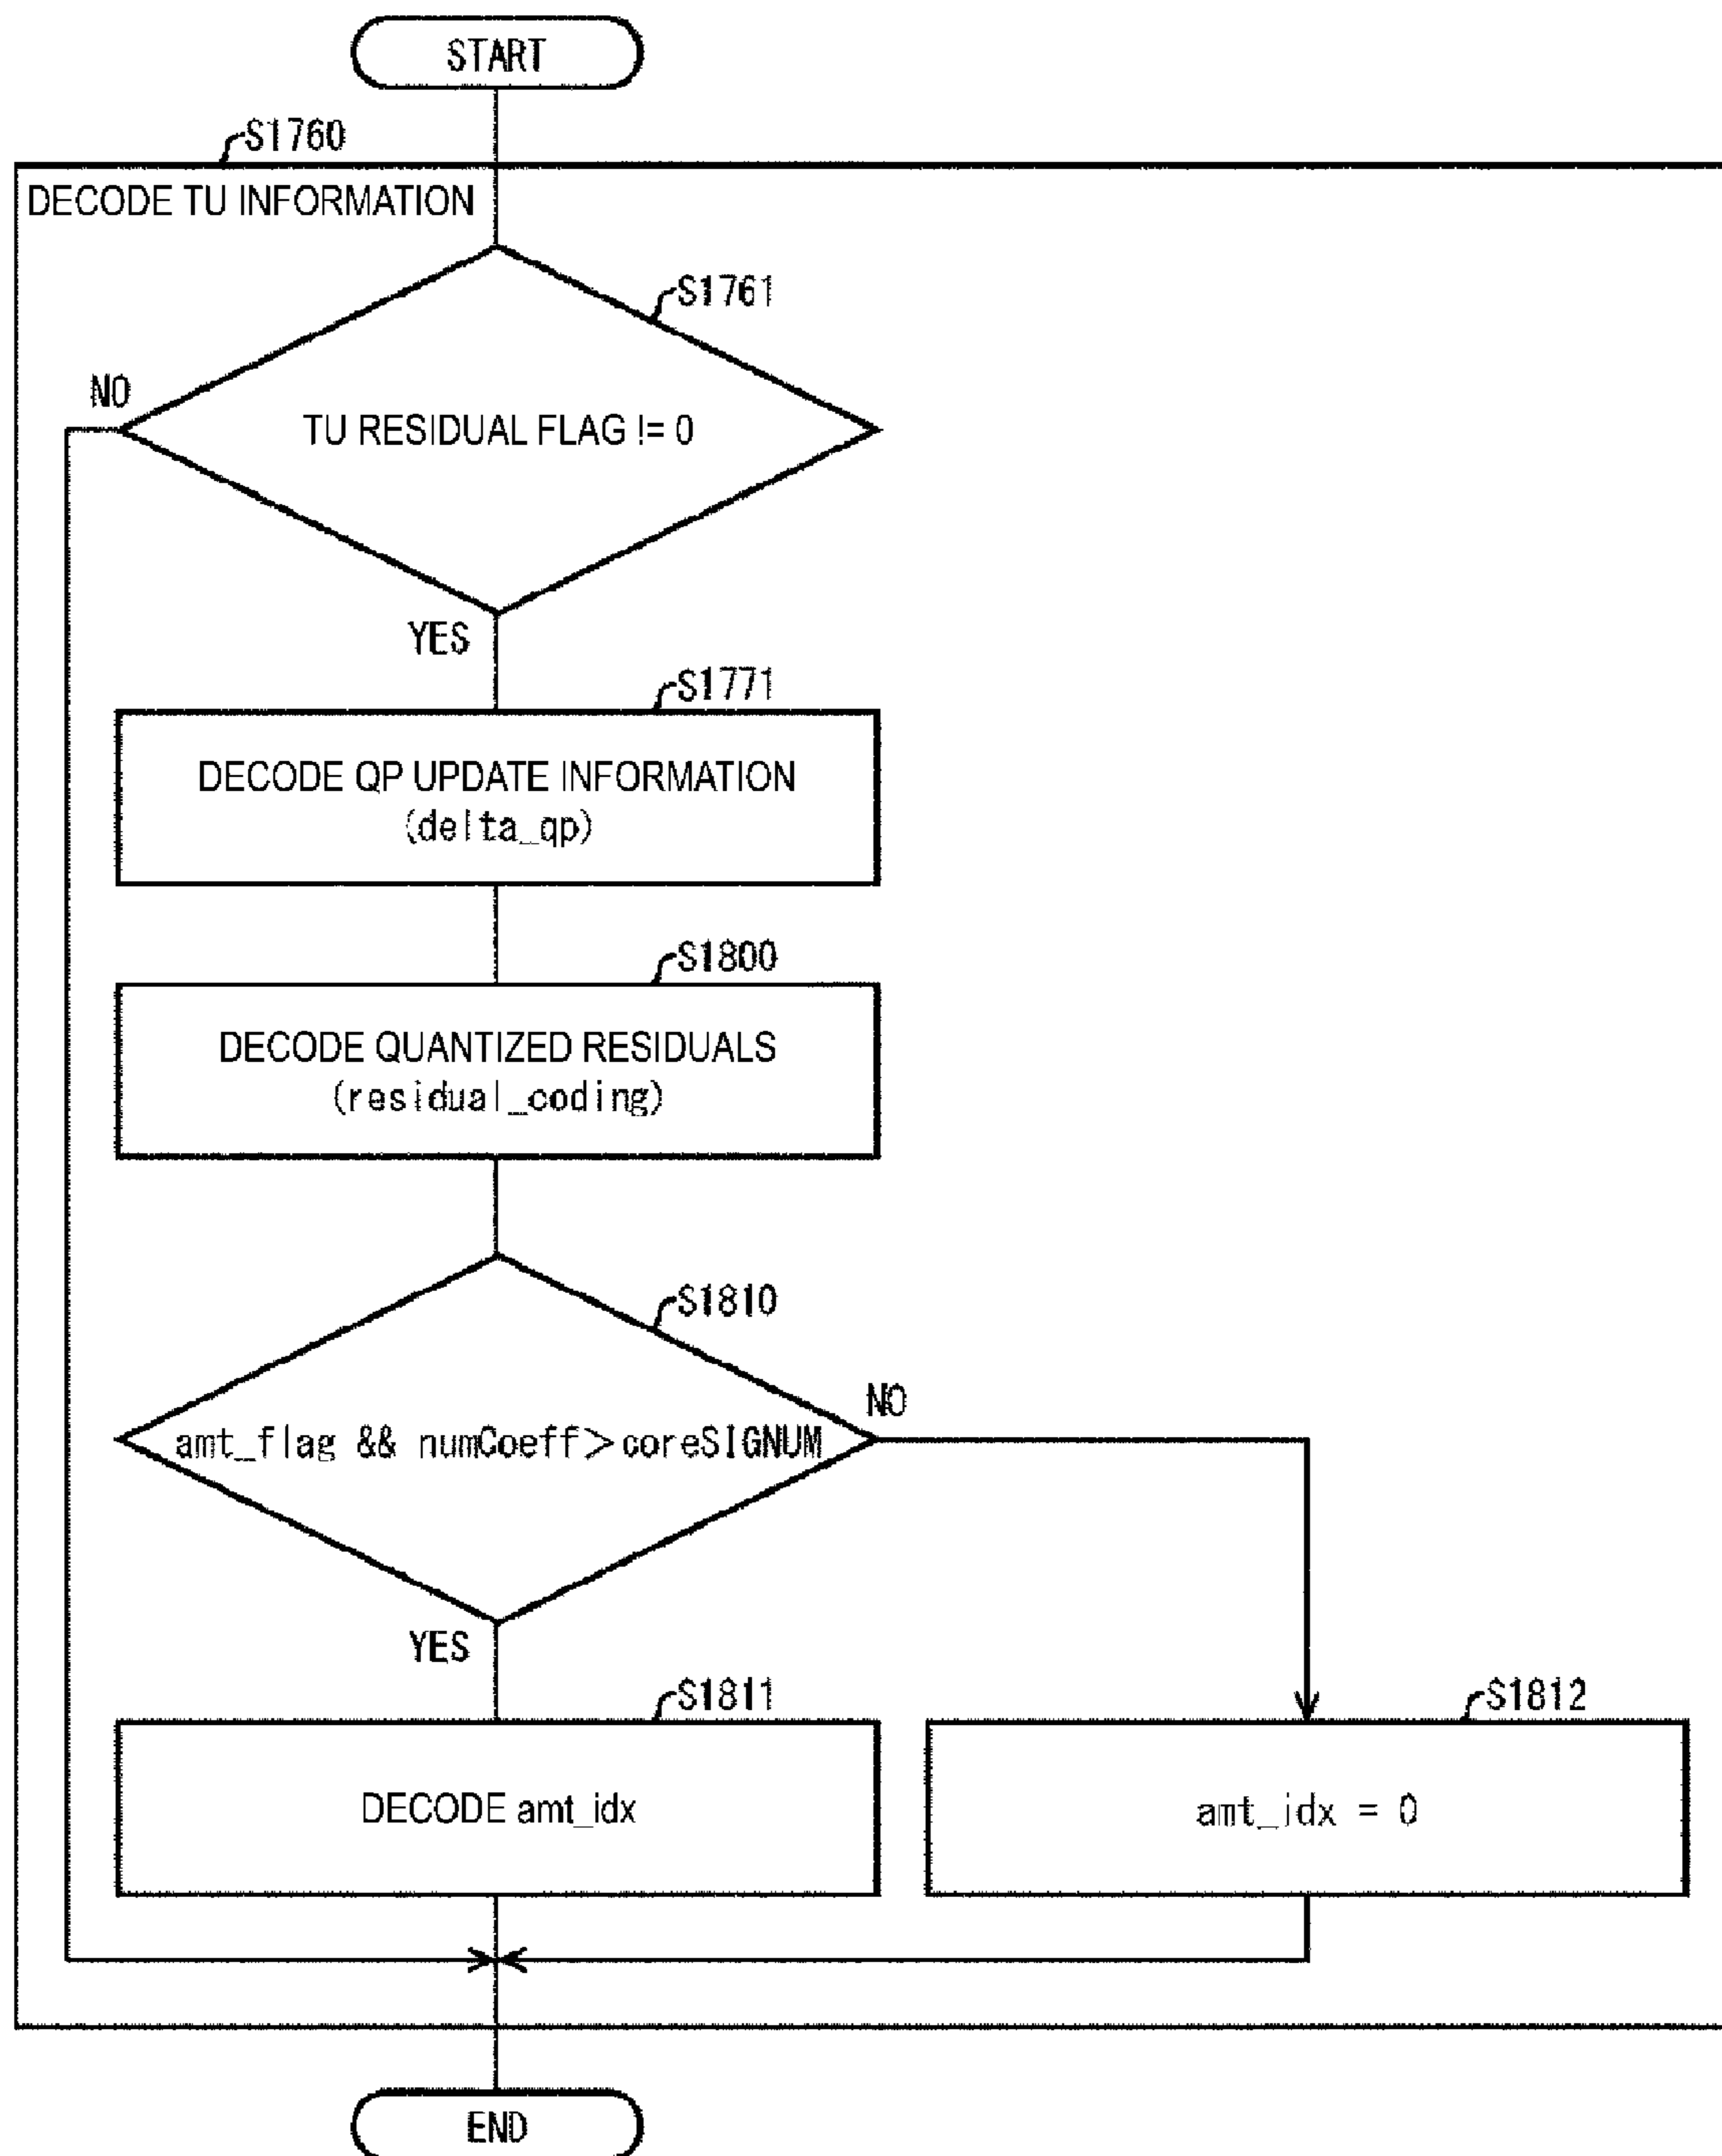 START
S1760
DECODE TU INFORMATION
S1761
NO
TU RESIDUAL FLAG != 0
YES
S1771
DECODE QP UPDATE INFORMATION
(delta_qp)
S1800
DECODE QUANTIZED RESIDUALS
(residual_coding)
S1810
NO
amt_flag && numCoeff>coreSIGNUM
YES
S1811
S1812
DECODE amt_idx
amt_idx = 0
END